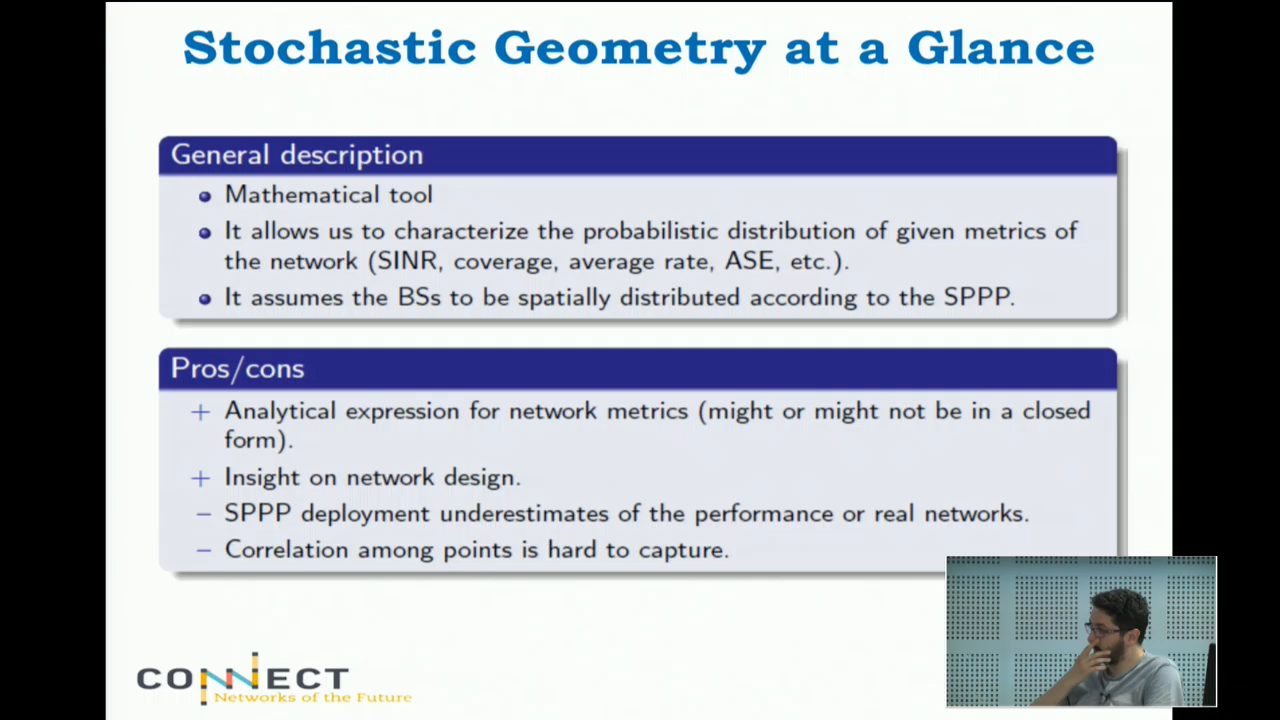 Stochastic Geometry at a Glance
General description
Mathematical tool
It allows us to characterize the probabilistic distribution of given metrics of
the network (SINR, coverage, average rate, ASE, etc.).
It assumes the BSs to be spatially distributed according to the SPPP.
Pros/cons
+ Analytical expression for network metrics (might or might not be in a closed
form).
+ Insight on network design.
− SPPP deployment underestimates of the performance or real networks.
− Correlation among points is hard to capture.
CONNECT
Networks of the Future